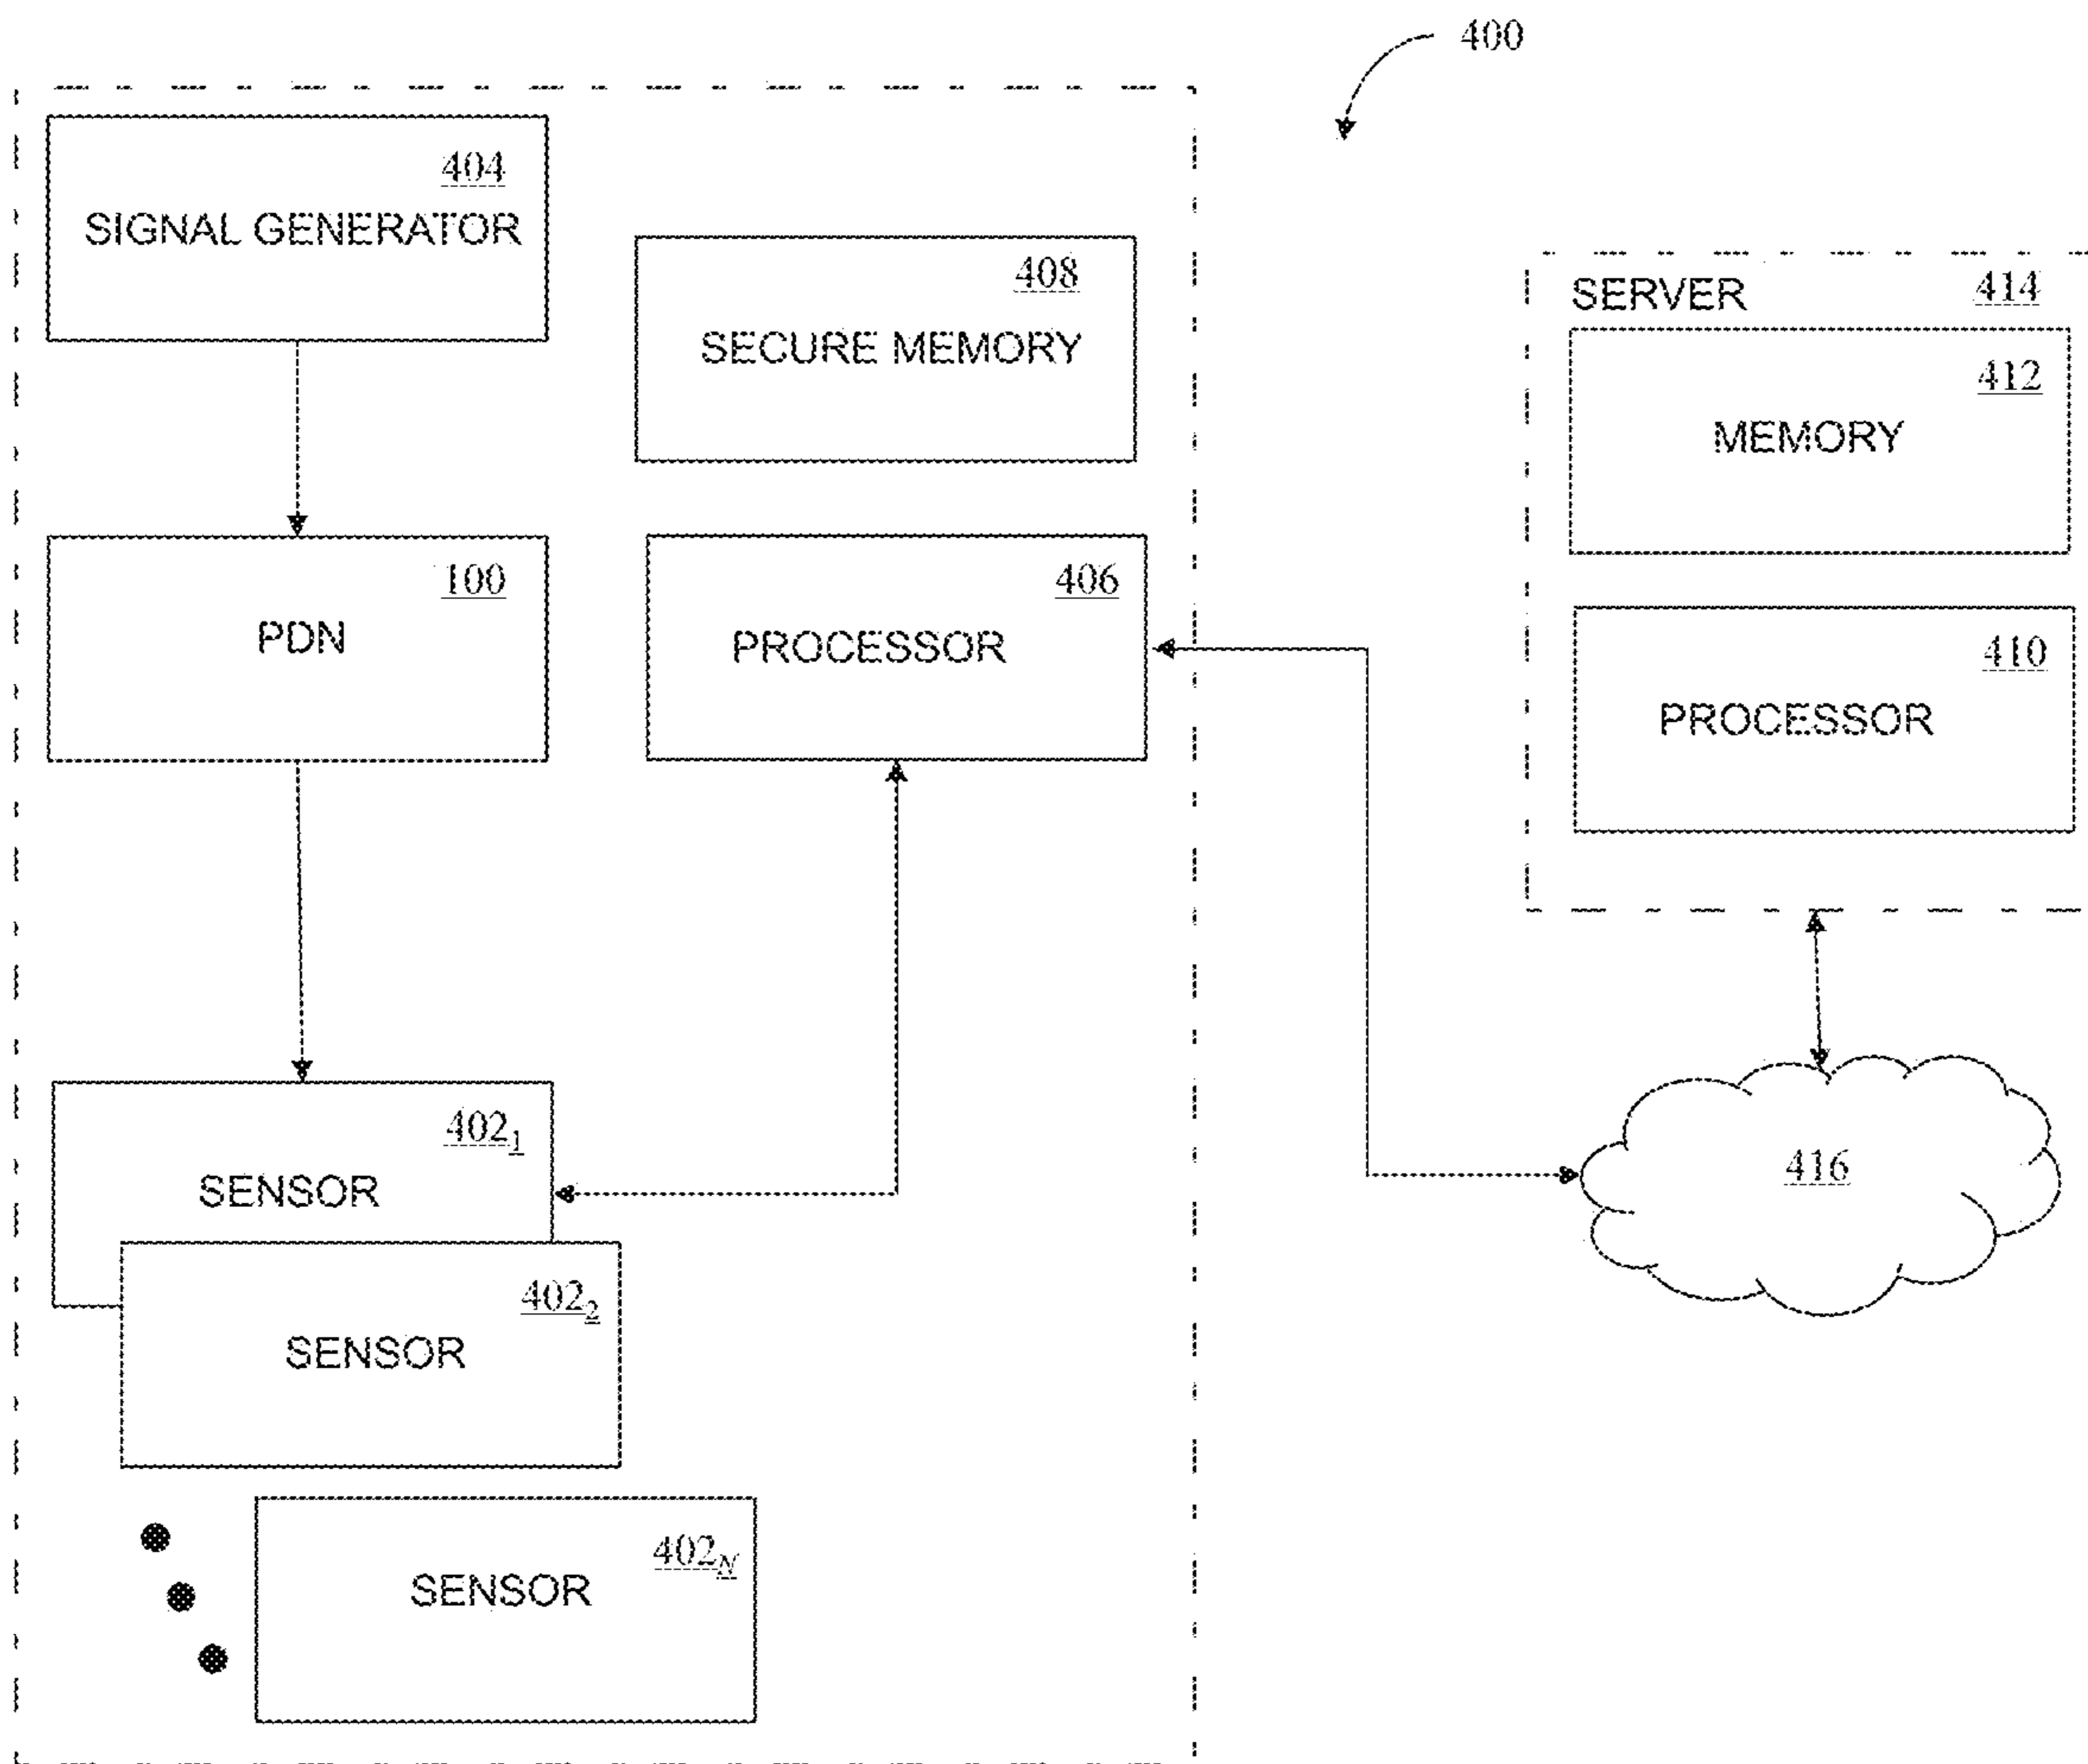 400
404
SIGNAL GENERATOR
408
SECURE MEMORY
SERVER 414
412
MEMORY
100
PDN
406
PROCESSOR
410
PROCESSOR
402₁
SENSOR
416
402₂
SENSOR
402_N
SENSOR